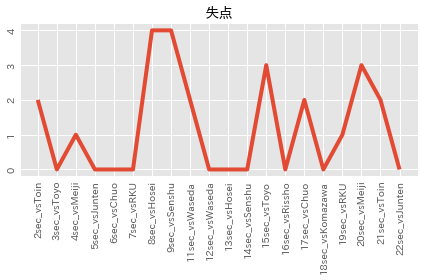 失点
4
3
2
1
0
2sec_vsToin
3sec_vsToyo
4sec_vsMeiji
5sec_vsJunten
6sec_vsChuo
7sec_vsRKU
8sec_vsHosei
9sec_vsSenshu
11sec_vsWaseda
12sec_vsWaseda
13sec_vsHosei
14sec_vsSenshu
15sec_vsToyo
16sec_vsRissho
17sec_vsChuo
18sec_vsKomazawa
19sec_vsRKU
20sec_vsMeiji
21sec_vsToin
22sec_vsJunten